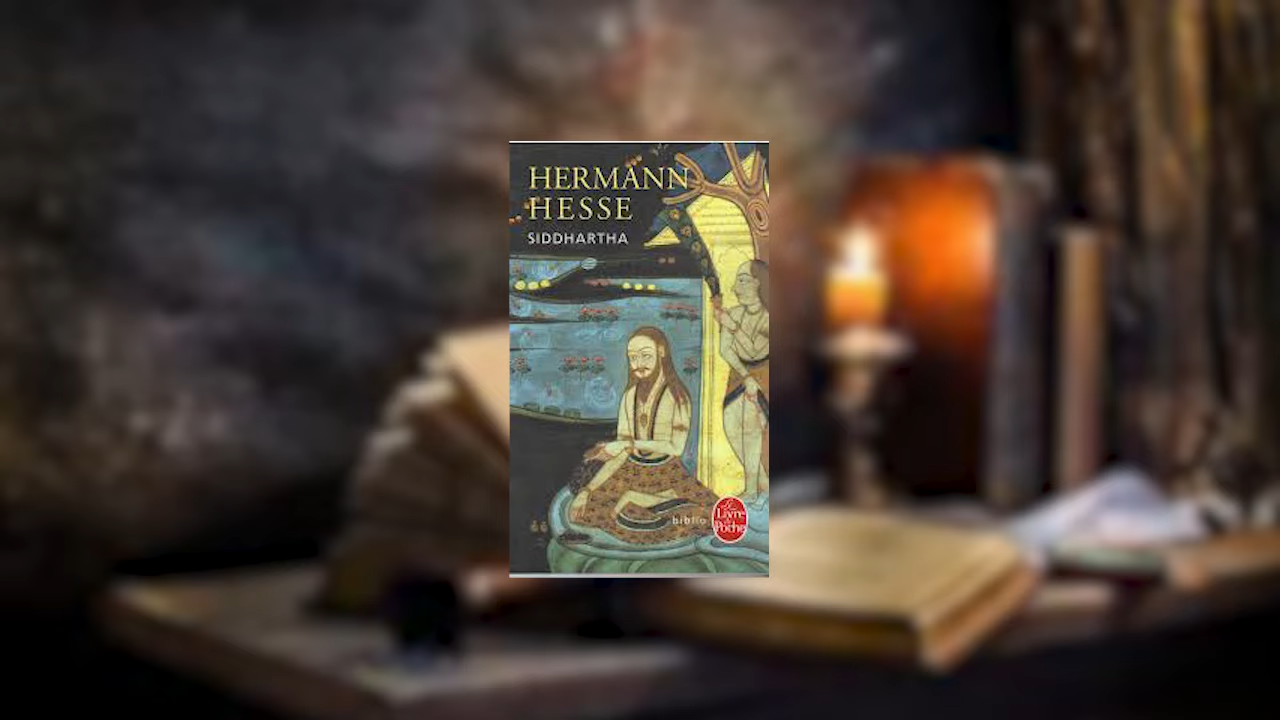 HERMANN
HESSE
SIDDHARTHA
biblio
Le
Livre
de
Poche